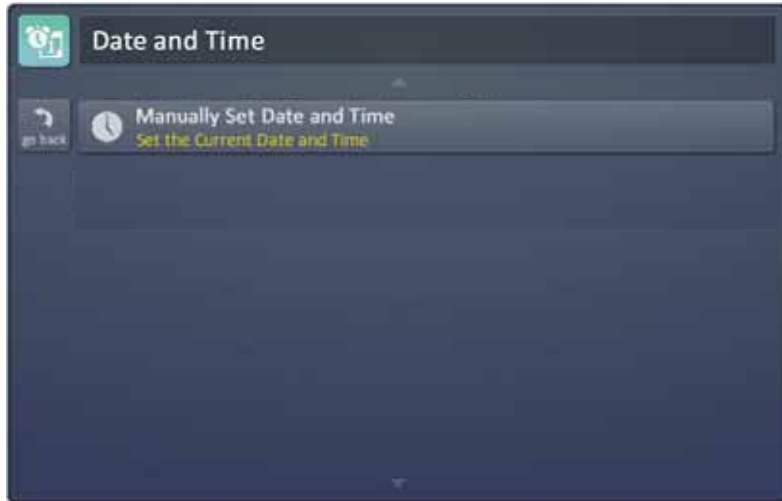 Date and Time
go back
Manually Set Date and Time
Set the Current Date and Time